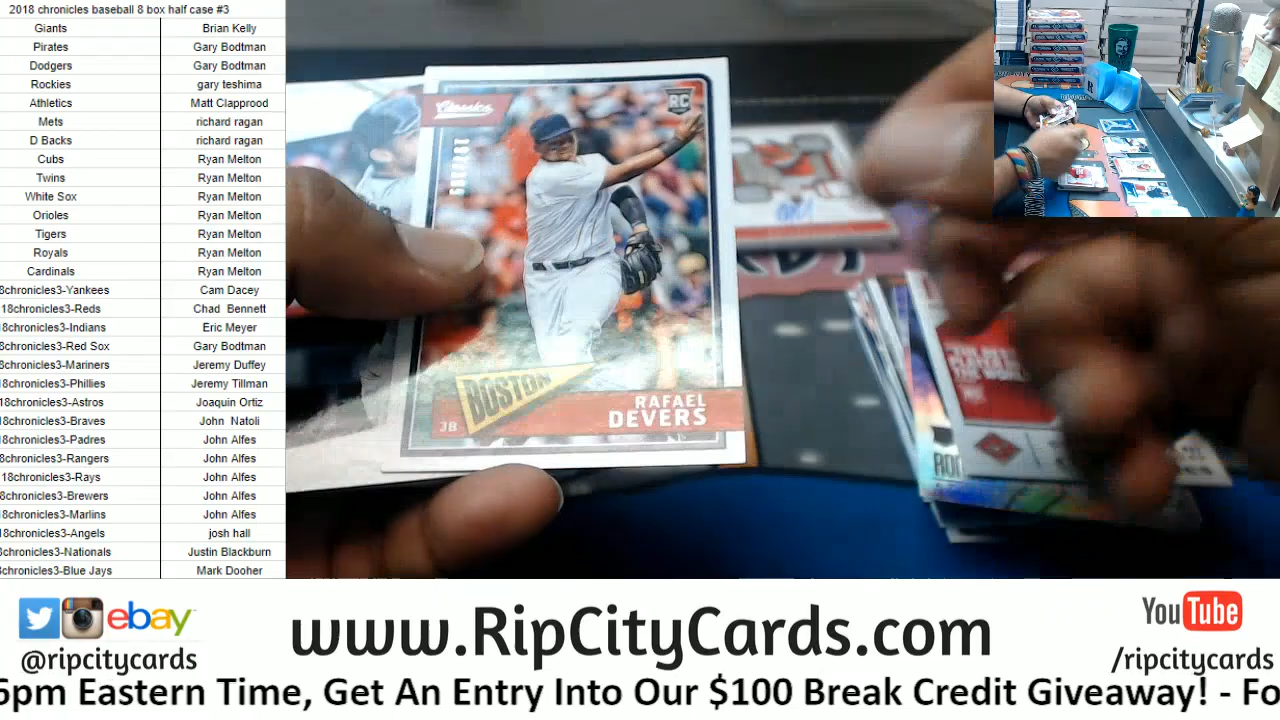 2018 chronicles baseball 8 box half case #3
Giants Brian Kelly
Pirates Gary Bodtman
Dodgers Gary Bodtman
Rockies gary teshima
Athletics Matt Clapprood
Mets richard ragan
D Backs richard ragan
Cubs Ryan Melton
Twins Ryan Melton
White Sox Ryan Melton
Orioles Ryan Melton
Tigers Ryan Melton
Royals Ryan Melton
Cardinals Ryan Melton
8chronicles3-Yankees Cam Dacey
18chronicles3-Reds Chad Bennett
8chronicles3-Indians Eric Meyer
8chronicles3-Red Sox Gary Bodtman
8chronicles3-Mariners Jeremy Duffey
8chronicles3-Phillies Jeremy Tillman
8chronicles3-Astros Joaquin Ortiz
8chronicles3-Braves John Natoli
8chronicles3-Padres John Alfes
8chronicles3-Rangers John Alfes
18chronicles3-Rays John Alfes
8chronicles3-Brewers John Alfes
8chronicles3-Marlins John Alfes
8chronicles3-Angels josh hall
8chronicles3-Nationals Justin Blackburn
chronicles3-Blue Jays Mark Dooher
Classics
RC
BOSTON
3B
RAFAEL
DEVERS
ebay
@ripcitycards
www.RipCityCards.com
YouTube
/ripcitycards
6pm Eastern Time, Get An Entry Into Our $100 Break Credit Giveaway! - Fo